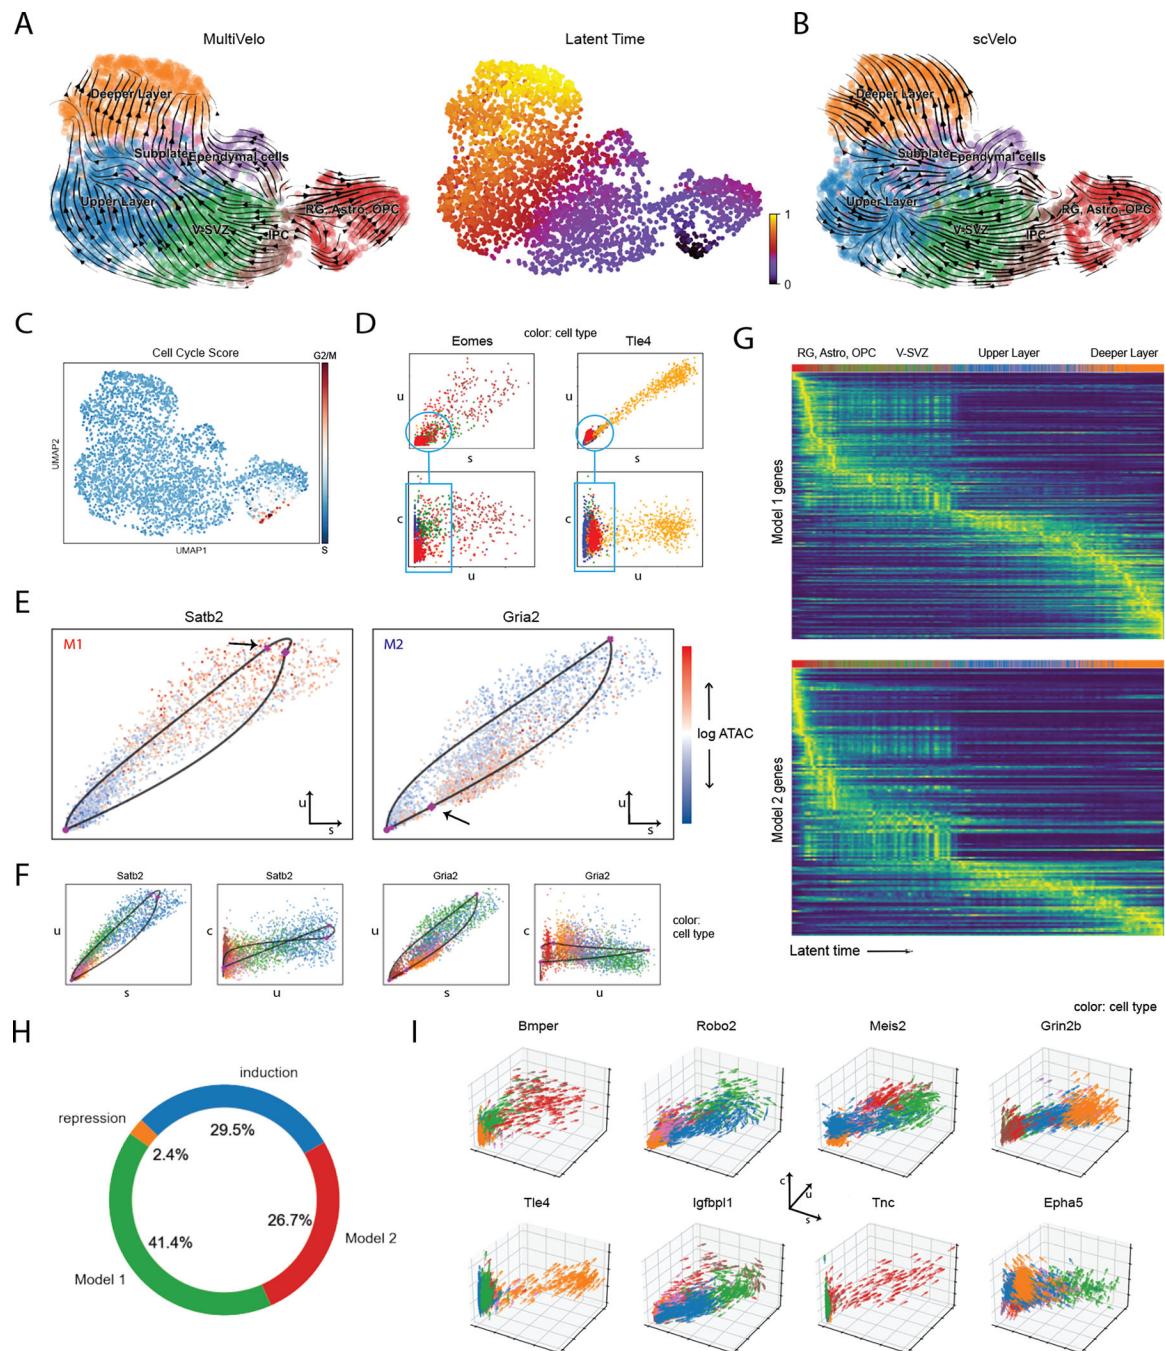 A
MultiVelo
Latent Time
B
scVelo
Deeper Layer
Subplate
Ependymal cells
Upper Layer
V-SVZ
IPC
RG, Astro, OPC
1
0
Deeper Layer
Subplate
Ependymal cells
Upper Layer
V-SVZ
IPC
RG, Astro, OPC
C
Cell Cycle Score
G2/M
S
UMAP2
UMAP1
D
color: cell type
Eomes
Tle4
u
s
s
c
c
u
u
u
E
Satb2
Gria2
M1
M2
u
s
u
s
log ATAC
F
Satb2
Satb2
Gria2
Gria2
u
s
c
u
u
s
c
u
color:
cell type
G
RG, Astro, OPC
V-SVZ
Upper Layer
Deeper Layer
Model 1 genes
Model 2 genes
Latent time
H
induction
repression
29.5%
2.4%
26.7%
41.4%
Model 2
Model 1
I
color: cell type
Bmper
Robo2
Meis2
Grin2b
c
u
s
Tle4
Igfbpl1
Tnc
Epha5